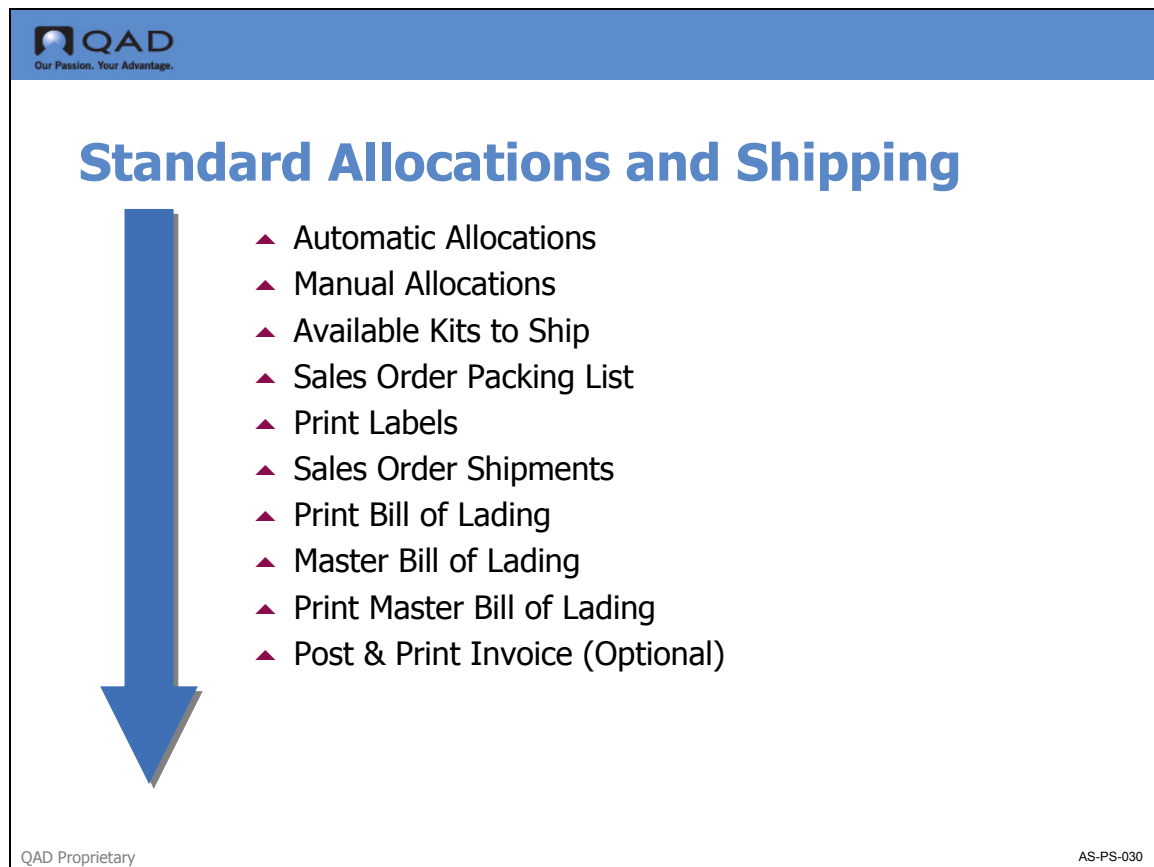 QAD
Our Passion. Your Advantage.
Standard Allocations and Shipping
Automatic Allocations
Manual Allocations
Available Kits to Ship
Sales Order Packing List
Print Labels
Sales Order Shipments
Print Bill of Lading
Master Bill of Lading
Print Master Bill of Lading
Post & Print Invoice (Optional)
QAD Proprietary
AS-PS-030